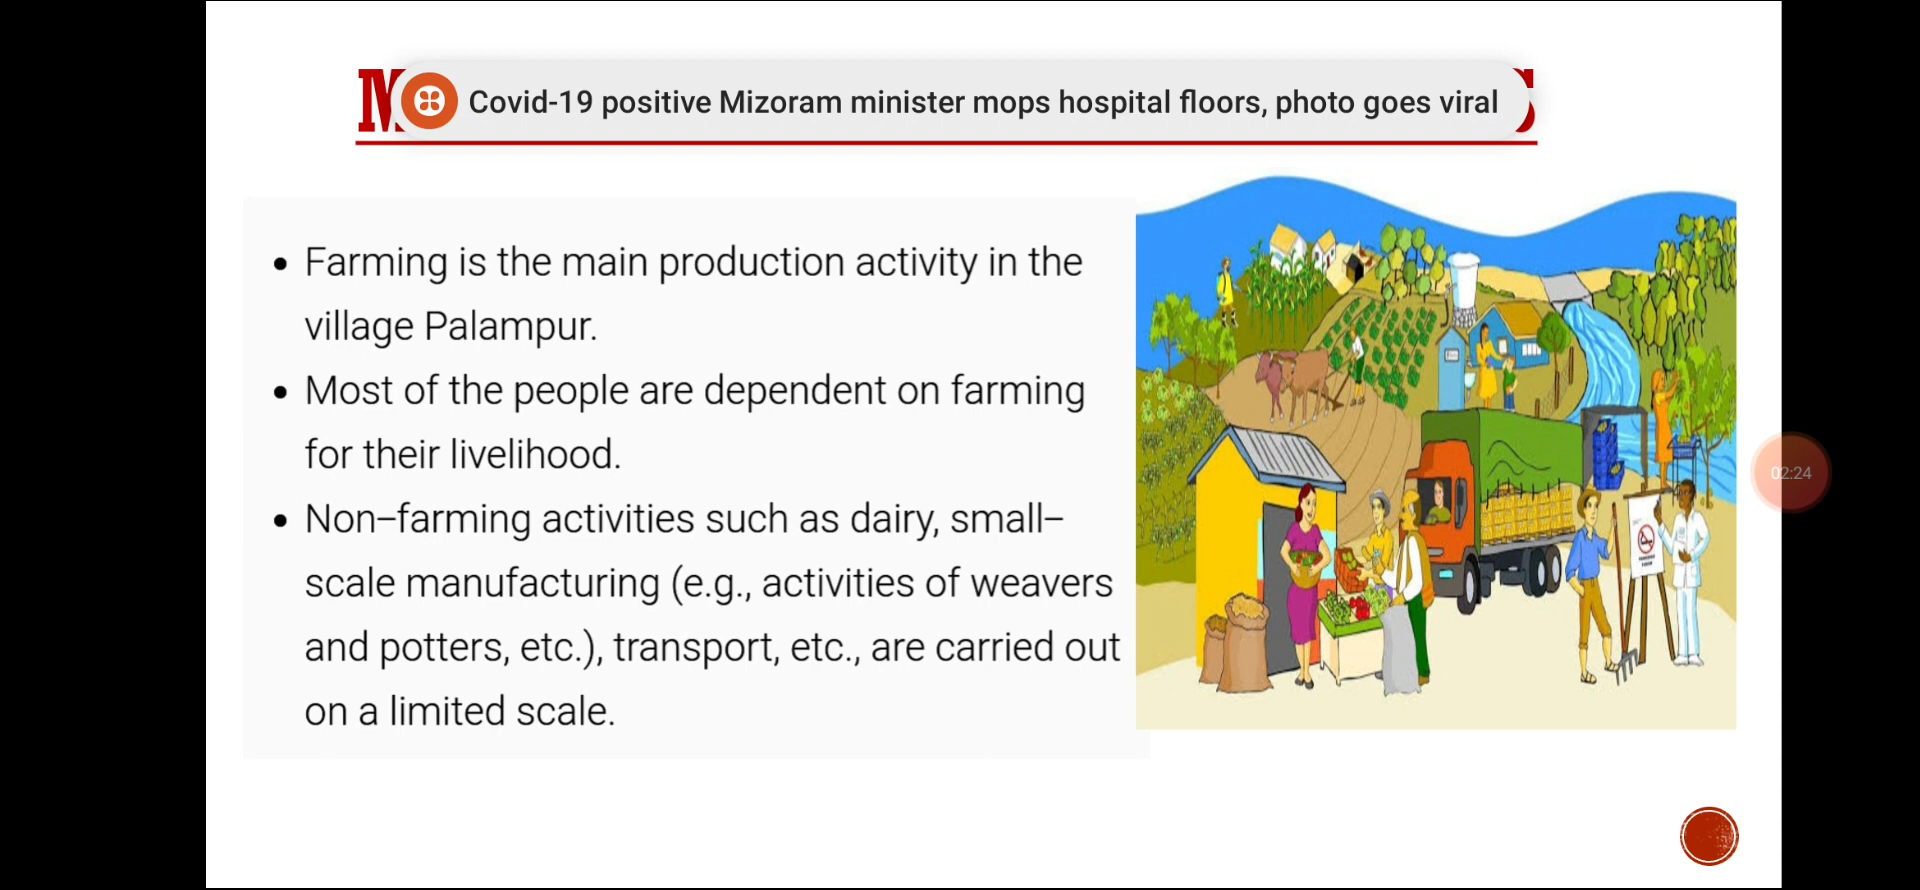 Covid-19 positive Mizoram minister mops hospital floors, photo goes viral
• Farming is the main production activity in the
village Palampur.
• Most of the people are dependent on farming
for their livelihood.
• Non–farming activities such as dairy, small–
scale manufacturing (e.g., activities of weavers
and potters, etc.), transport, etc., are carried out
on a limited scale.
02:24